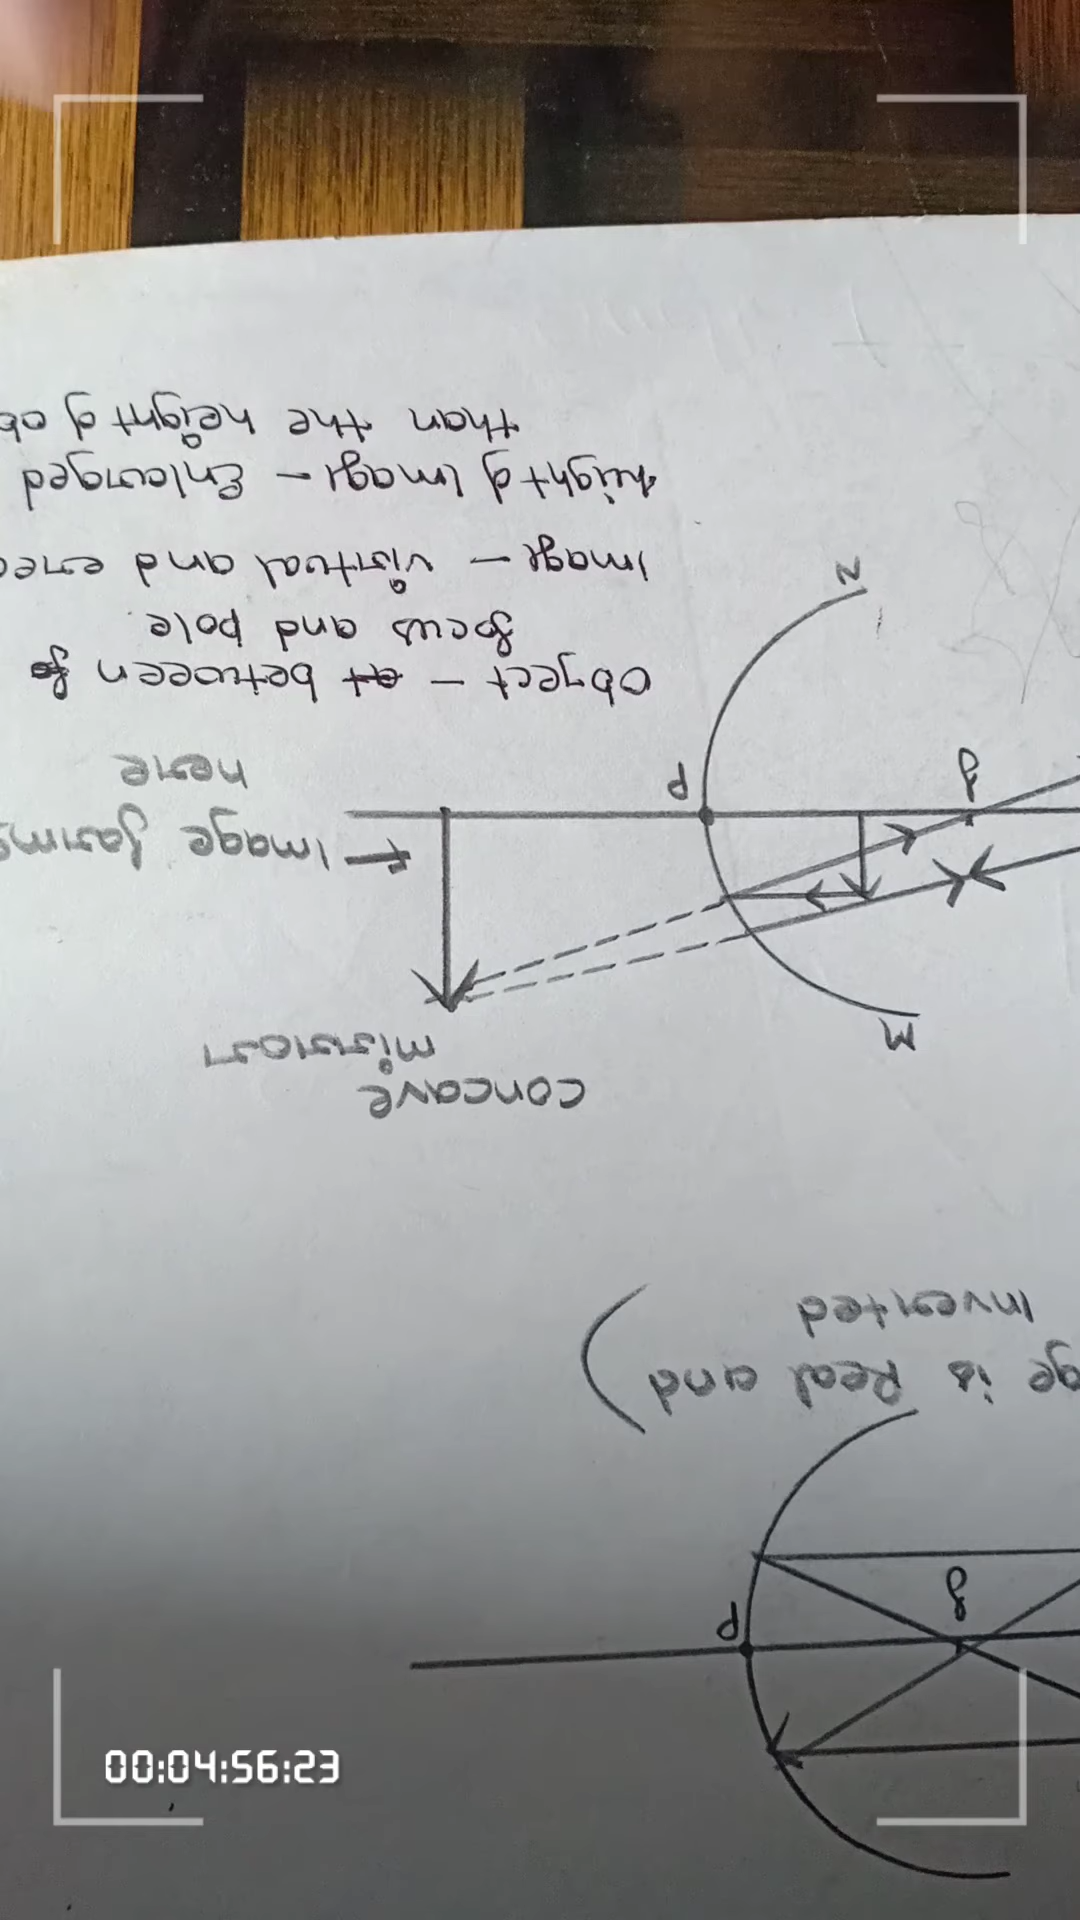 P
f
ge is Real and
Inverted
concave
mirror
M
Image forms
here
f
P
Object - at between fo
focus and pole.
Image - virtual and erec
N
height of Image - Enlarged
than the height of ob
00:04:56:23